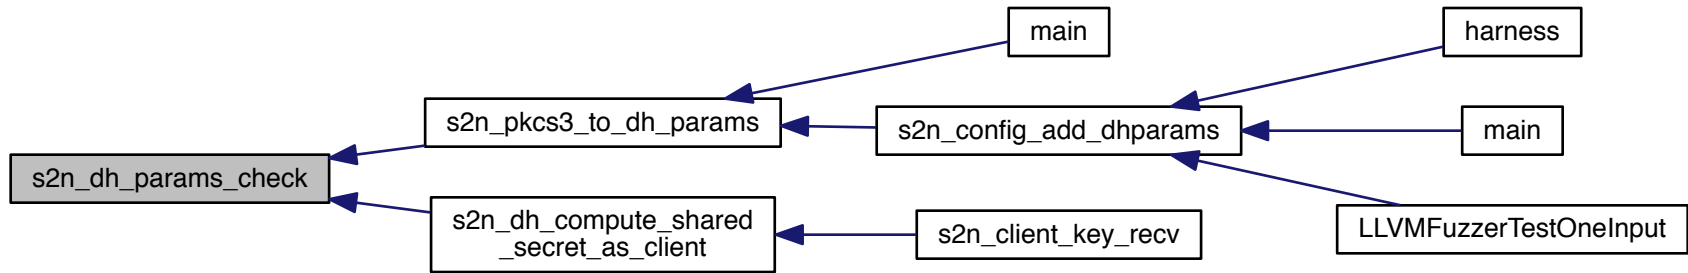 main
harness
s2n_pkcs3_to_dh_params
s2n_config_add_dhparams
main
s2n_dh_params_check
s2n_dh_compute_shared
_secret_as_client
s2n_client_key_recv
LLVMFuzzerTestOneInput